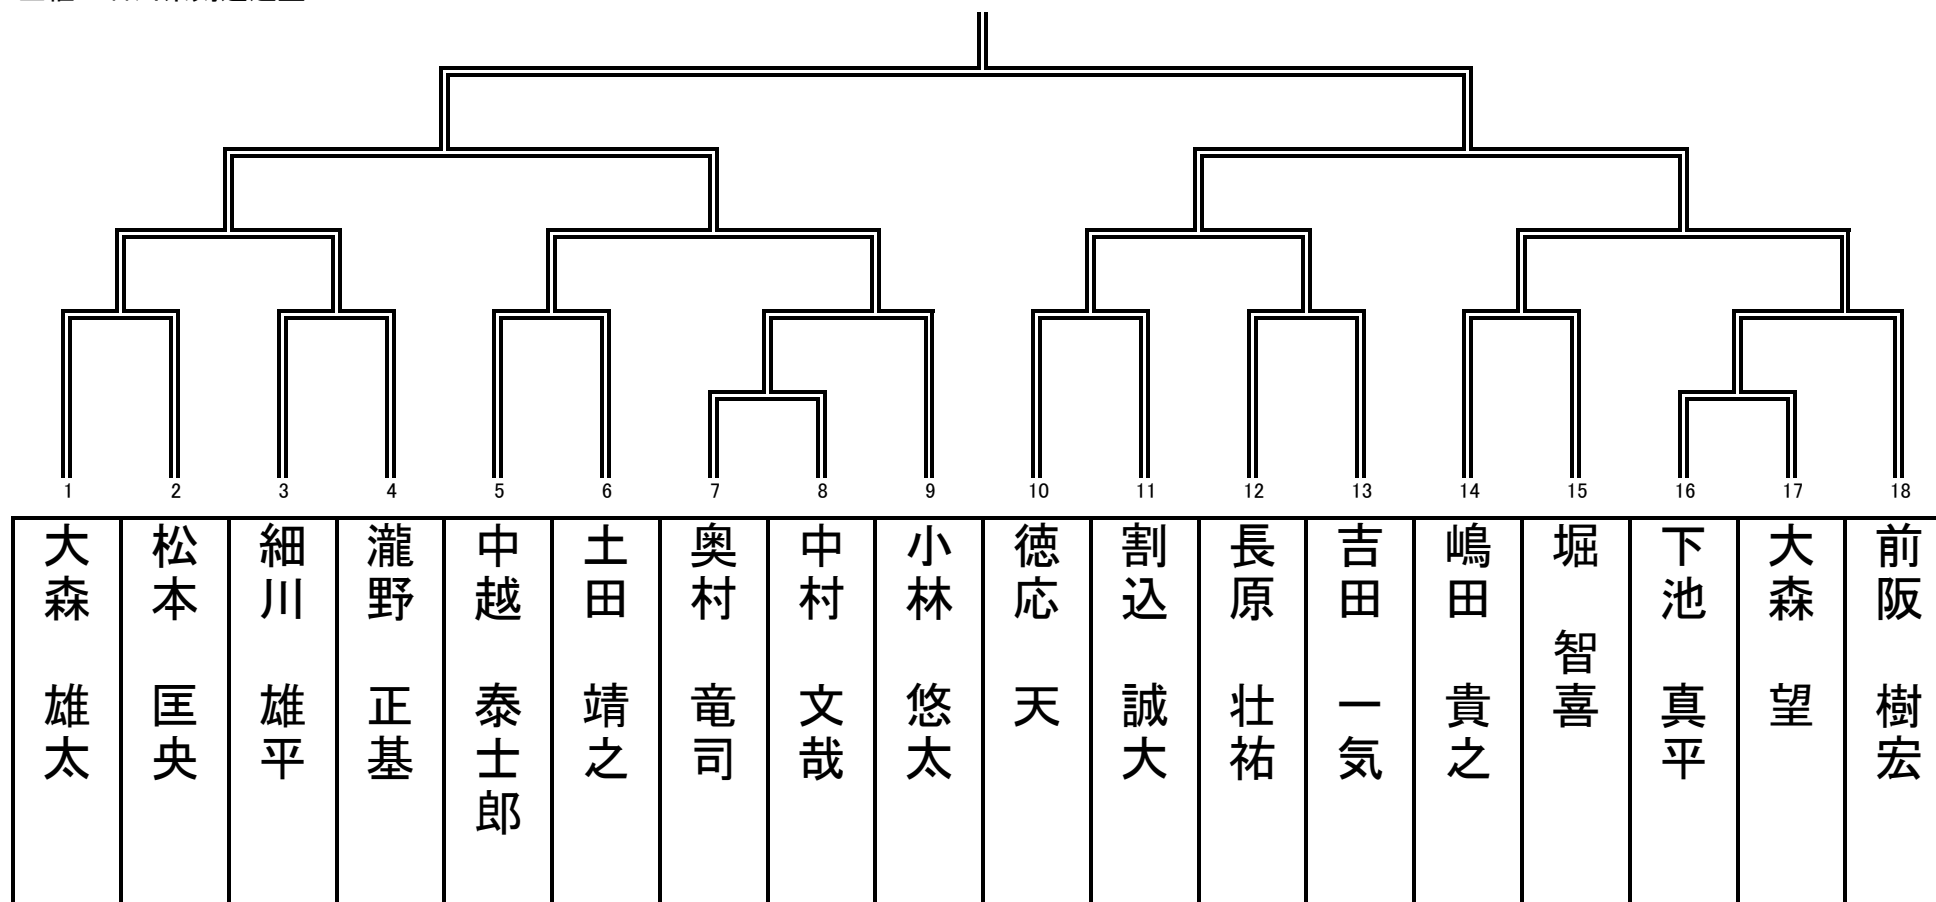 1
2
3
4
5
6
7
8
9
10
11
12
13
14
15
16
17
18
大森 雄太
松本 匡央
細川 雄平
瀧野 正基
中越 泰士郎
土田 靖之
奥村 竜司
中村 文哉
小林 悠太
徳応 天
割込 誠大
長原 壮祐
吉田 一気
嶋田 貴之
堀 智喜
下池 真平
大森 望
前阪 樹宏